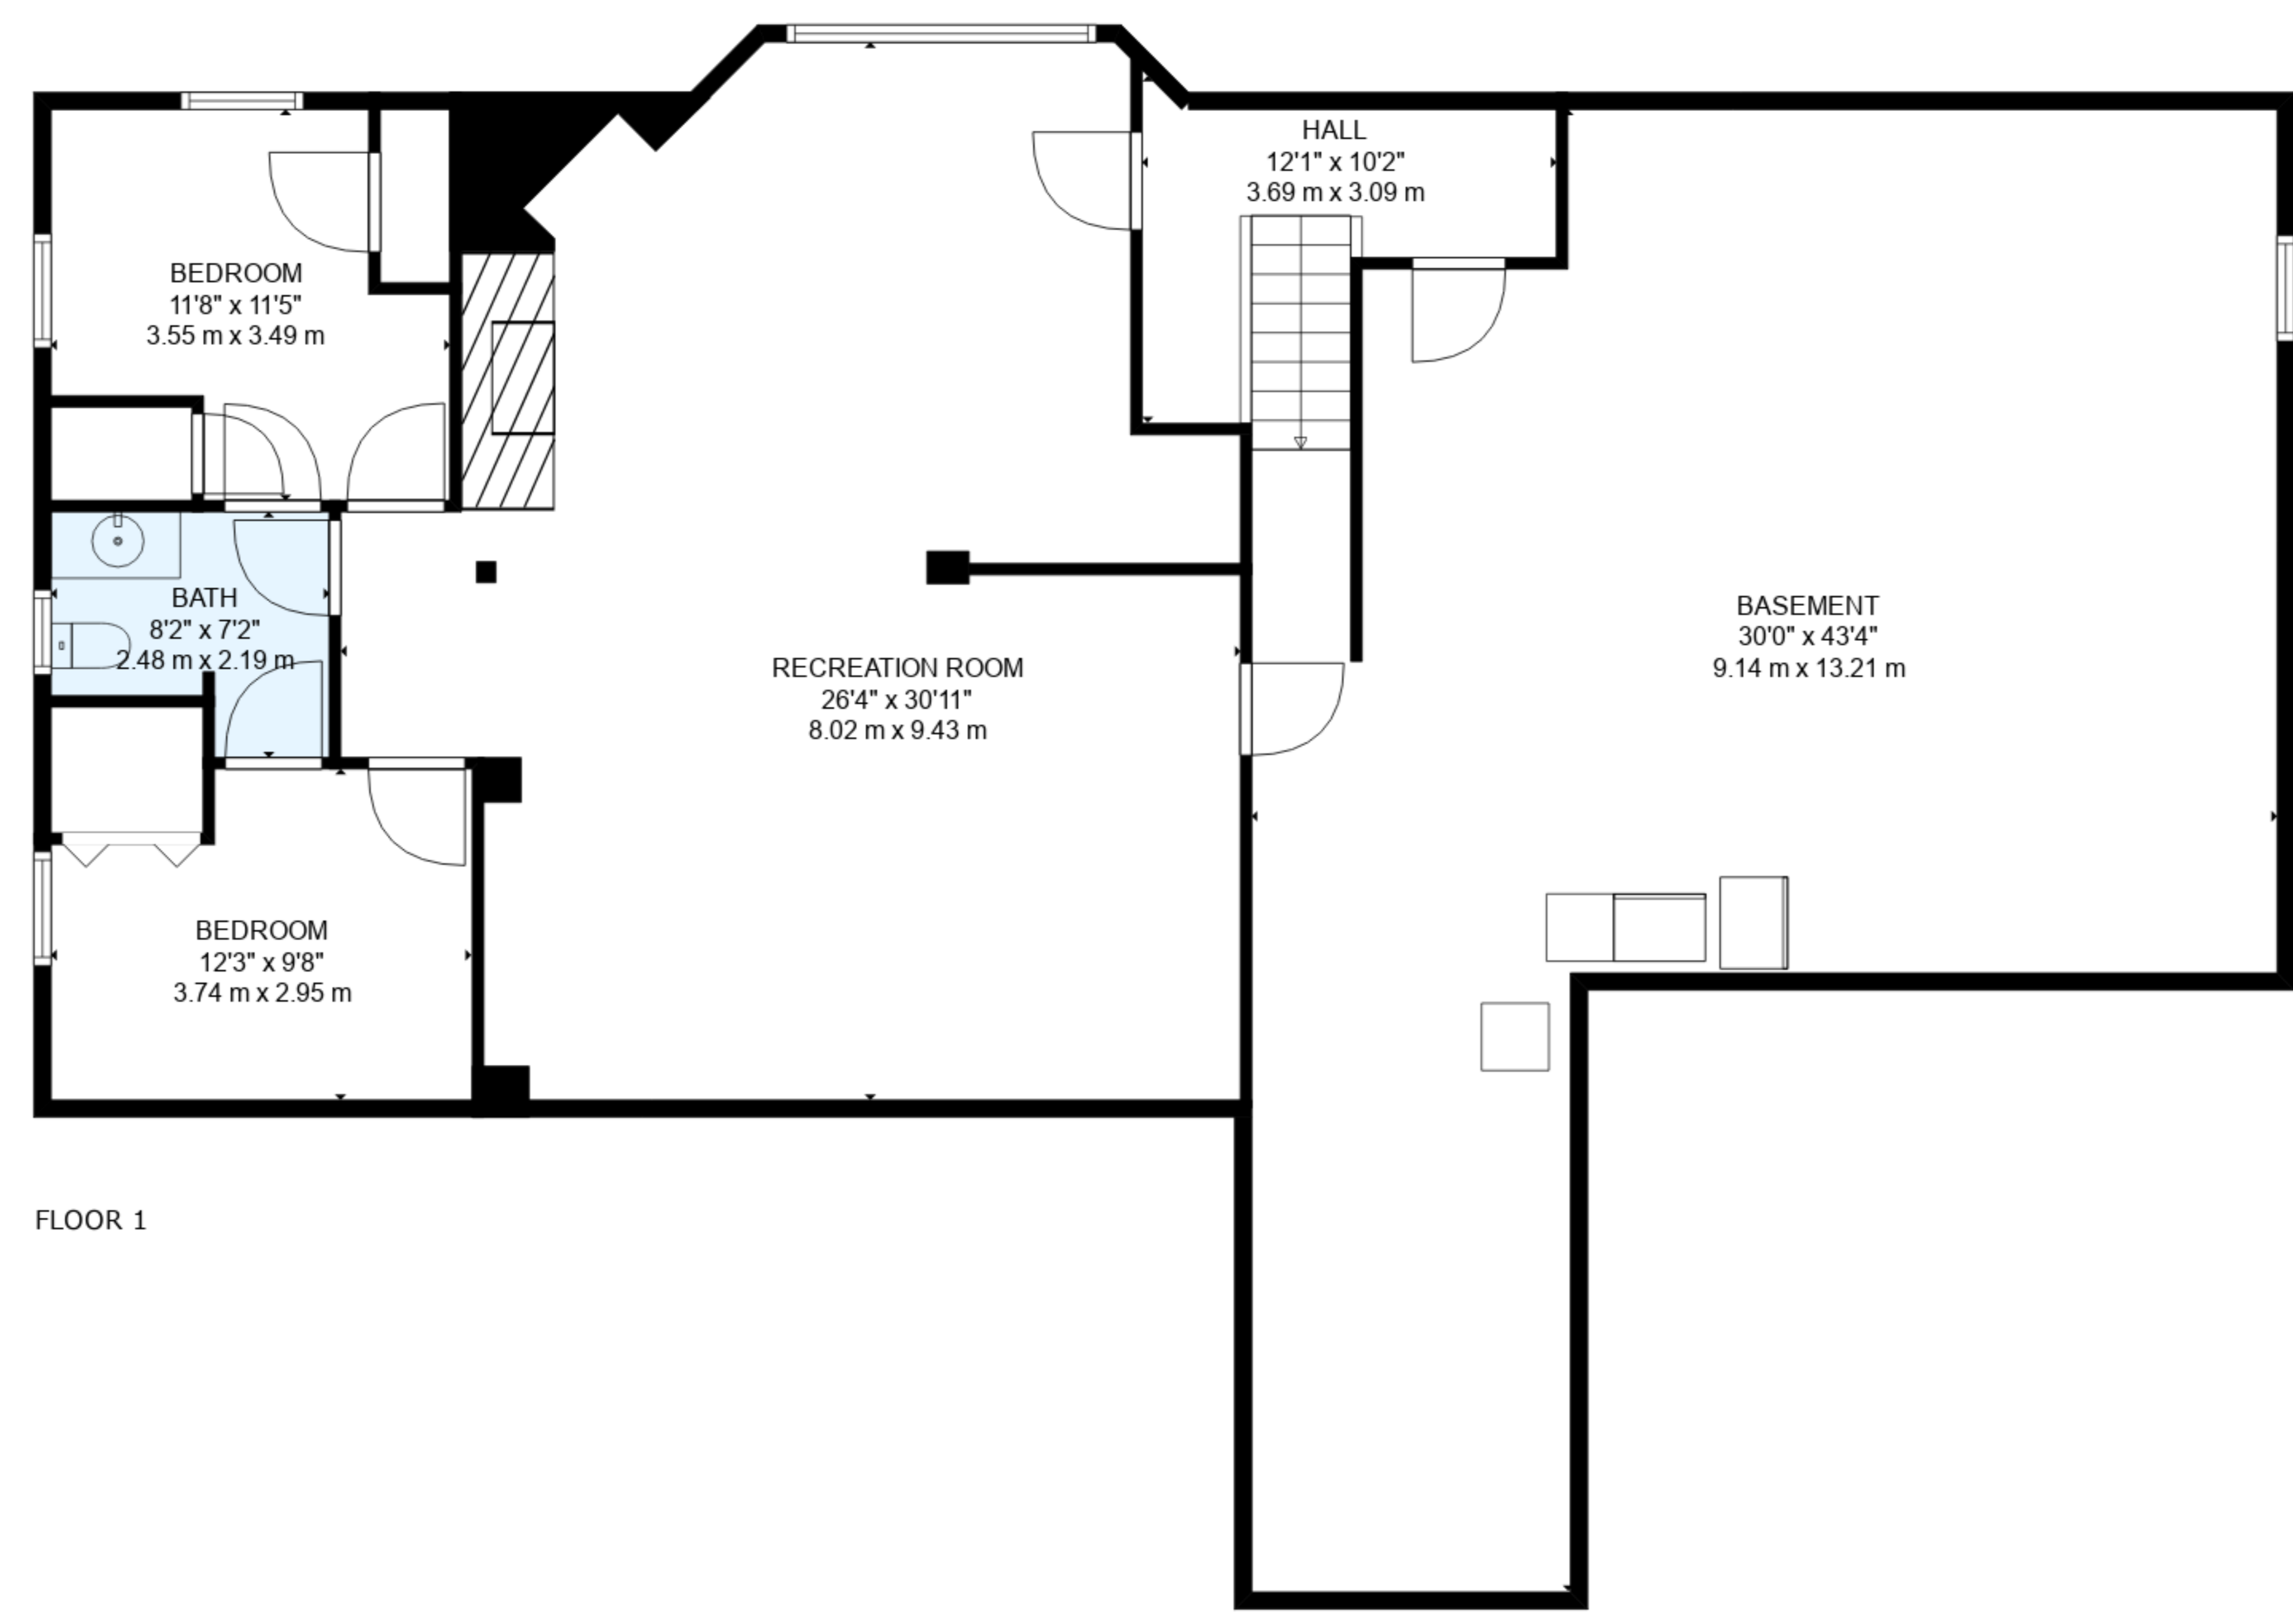 HALL
12'1" x 10'2"
3.69 m x 3.09 m
BEDROOM
11'8" x 11'5"
3.55 m x 3.49 m
BATH
8'2" x 7'2"
2.48 m x 2.19 m
RECREATION ROOM
26'4" x 30'11"
8.02 m x 9.43 m
BASEMENT
30'0" x 43'4"
9.14 m x 13.21 m
BEDROOM
12'3" x 9'8"
3.74 m x 2.95 m
FLOOR 1